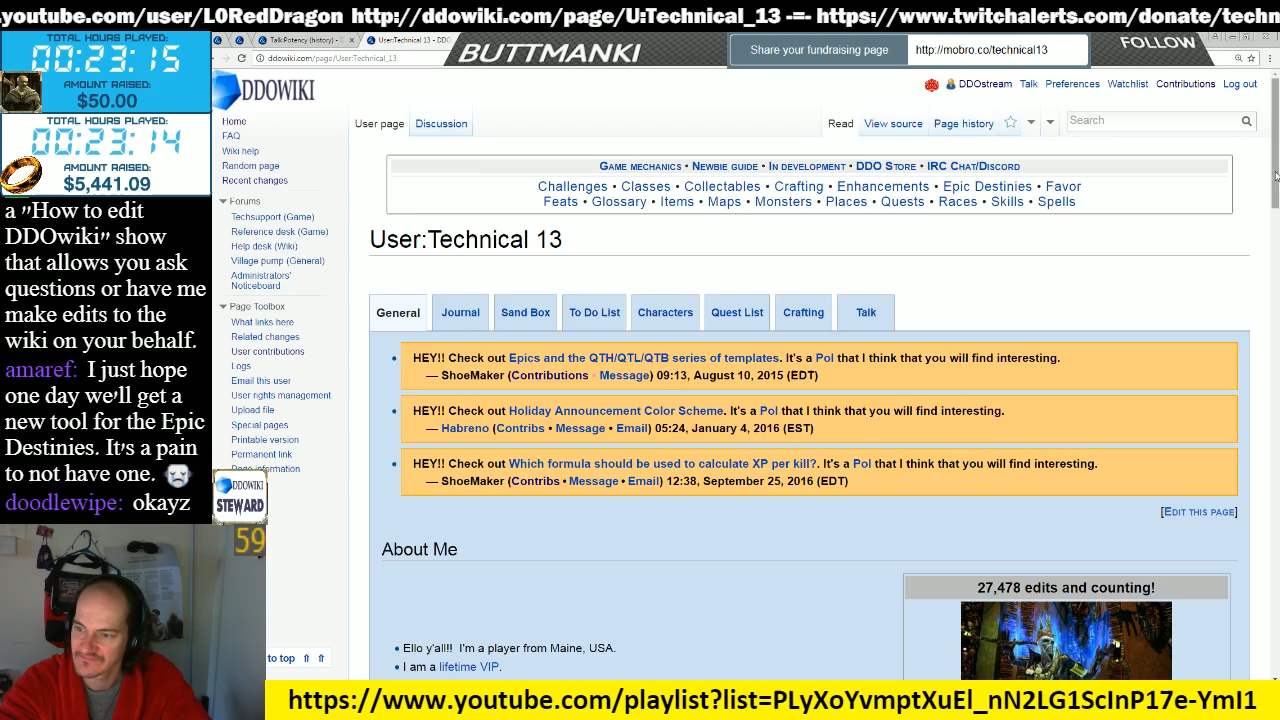 .youtube.com/user/L0RedDragon http://ddowiki.com/page/U:Technical_13 -=- https://www.twitchalerts.com/donate/techn
TOTAL HOURS PLAYED:
00:23:15
AMOUNT RAISED:
$50.00
TOTAL HOURS PLAYED:
00:23:14
AMOUNT RAISED:
$5,441.09
a "How to edit
DDOwiki" show
that allows you ask
questions or have me
make edits to the
wiki on your behalf.
amaref: I just hope
one day we'll get a
new tool for the Epic
Destinies. It's a pain
to not have one.
doodlewipe: okayz
59
Talk:Potency (history)
User:Technical 13 - DDO
ddowiki.com/page/User:Technical_13
BUTTMANKI
Share your fundraising page
http://mobro.co/technical13
FOLLOW
DDOWIKI
DDOstream Talk Preferences Watchlist Contributions Log out
Home
FAQ
Wiki help
Random page
Recent changes
Forums
Techsupport (Game)
Reference desk (Game)
Help desk (Wiki)
Village pump (General)
Administrators'
Noticeboard
Page Toolbox
What links here
Related changes
User contributions
Logs
Email this user
User rights management
Upload file
Special pages
Printable version
Permanent link
Page information
DDOWIKI
STEWARD
to top ⇑ ⇑
User page Discussion
Read View source Page history
Search
Game mechanics • Newbie guide • In development • DDO Store • IRC Chat/Discord
Challenges • Classes • Collectables • Crafting • Enhancements • Epic Destinies • Favor
Feats • Glossary • Items • Maps • Monsters • Places • Quests • Races • Skills • Spells
User:Technical 13
General Journal Sand Box To Do List Characters Quest List Crafting Talk
• HEY!! Check out Epics and the QTH/QTL/QTB series of templates. It's a Pol that I think that you will find interesting.
— ShoeMaker (Contributions • Message) 09:13, August 10, 2015 (EDT)
• HEY!! Check out Holiday Announcement Color Scheme. It's a Pol that I think that you will find interesting.
— Habreno (Contribs • Message • Email) 05:24, January 4, 2016 (EST)
• HEY!! Check out Which formula should be used to calculate XP per kill?. It's a Pol that I think that you will find interesting.
— ShoeMaker (Contribs • Message • Email) 12:38, September 25, 2016 (EDT)
[Edit this page]
About Me
27,478 edits and counting!
• Ello y'all!! I'm a player from Maine, USA.
• I am a lifetime VIP.
https://www.youtube.com/playlist?list=PLyXoYvmptXuEl_nN2LG1ScInP17e-YmI1